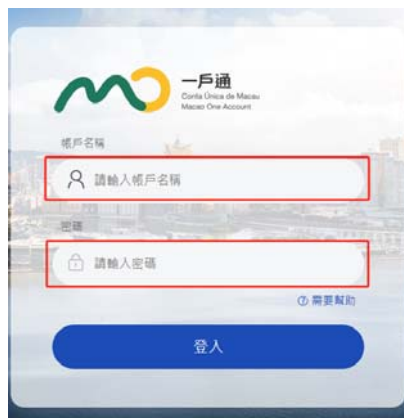 一戶通
Conta Única de Macau
Macao One Account
帳戶名稱
請輸入帳戶名稱
密碼
請輸入密碼
需要幫助
登入